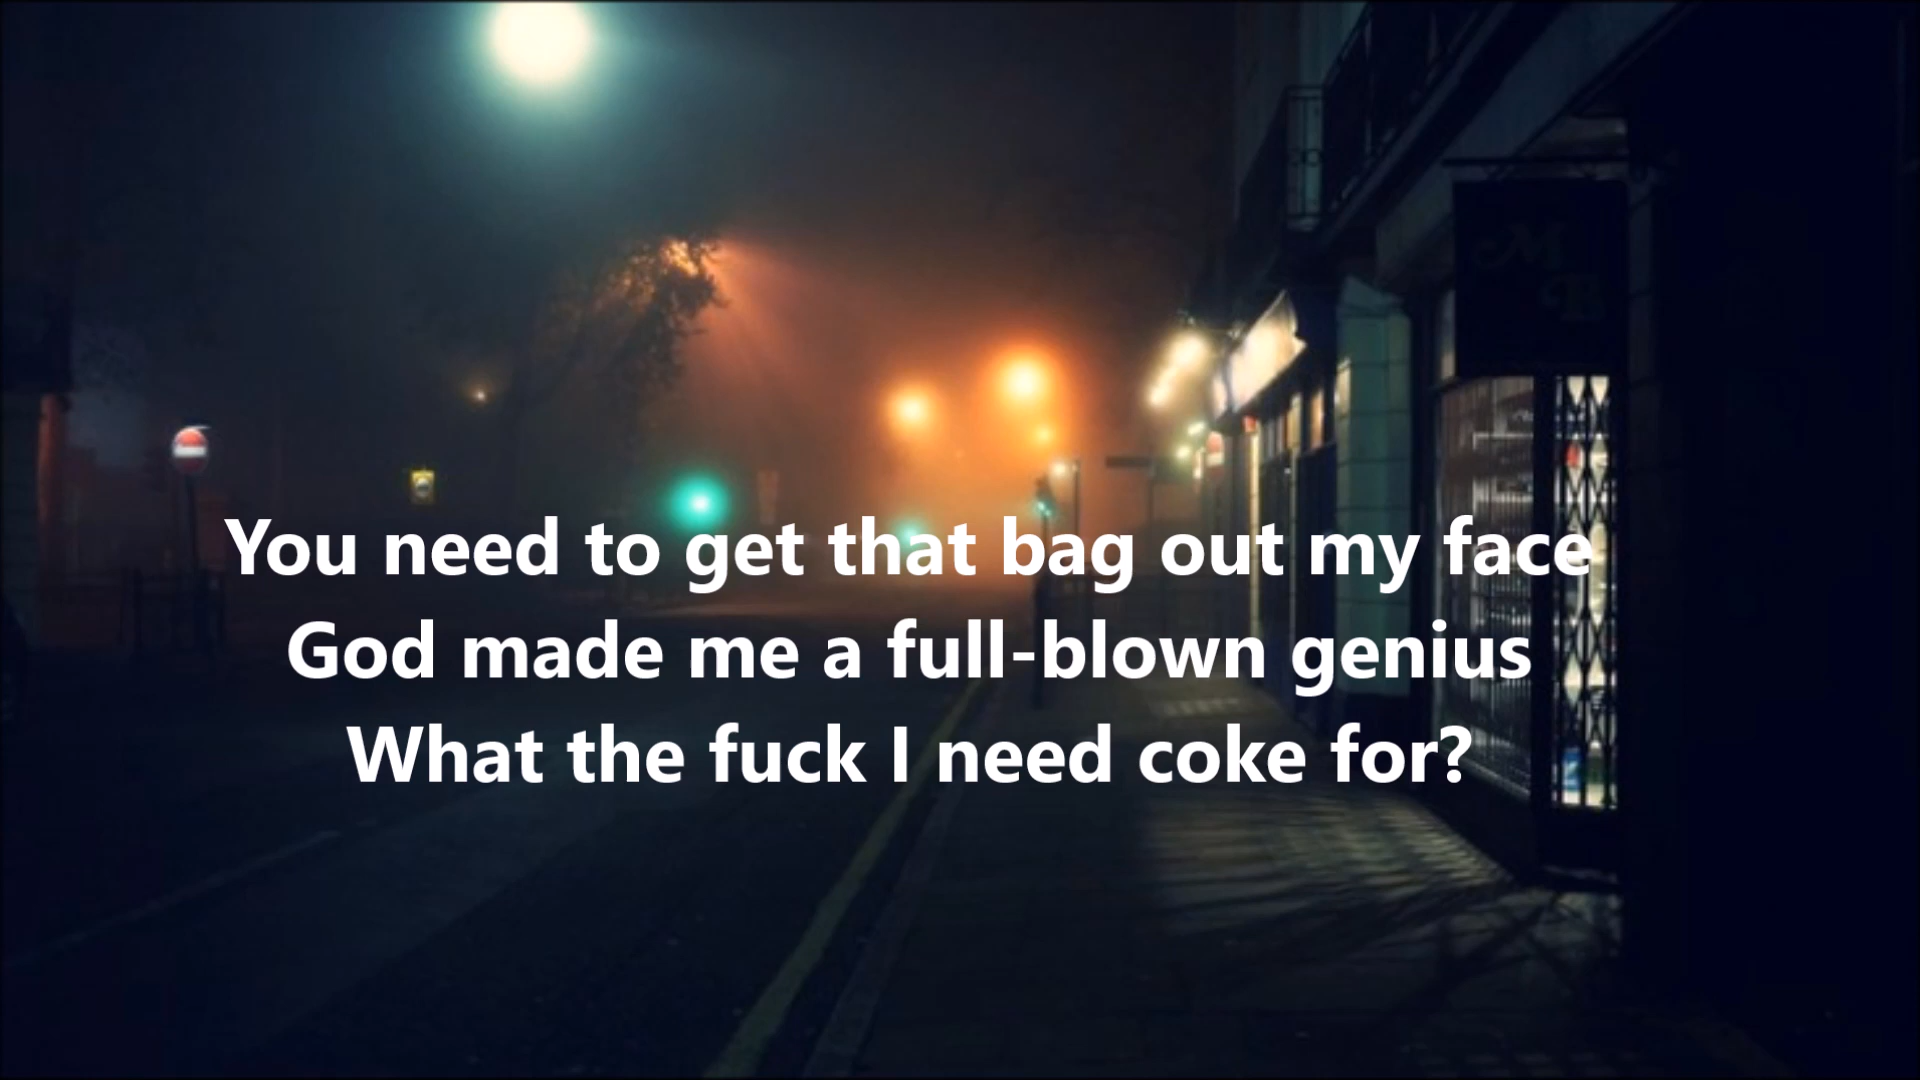 You need to get that bag out my face
God made me a full-blown genius
What the fuck I need coke for?
M
B